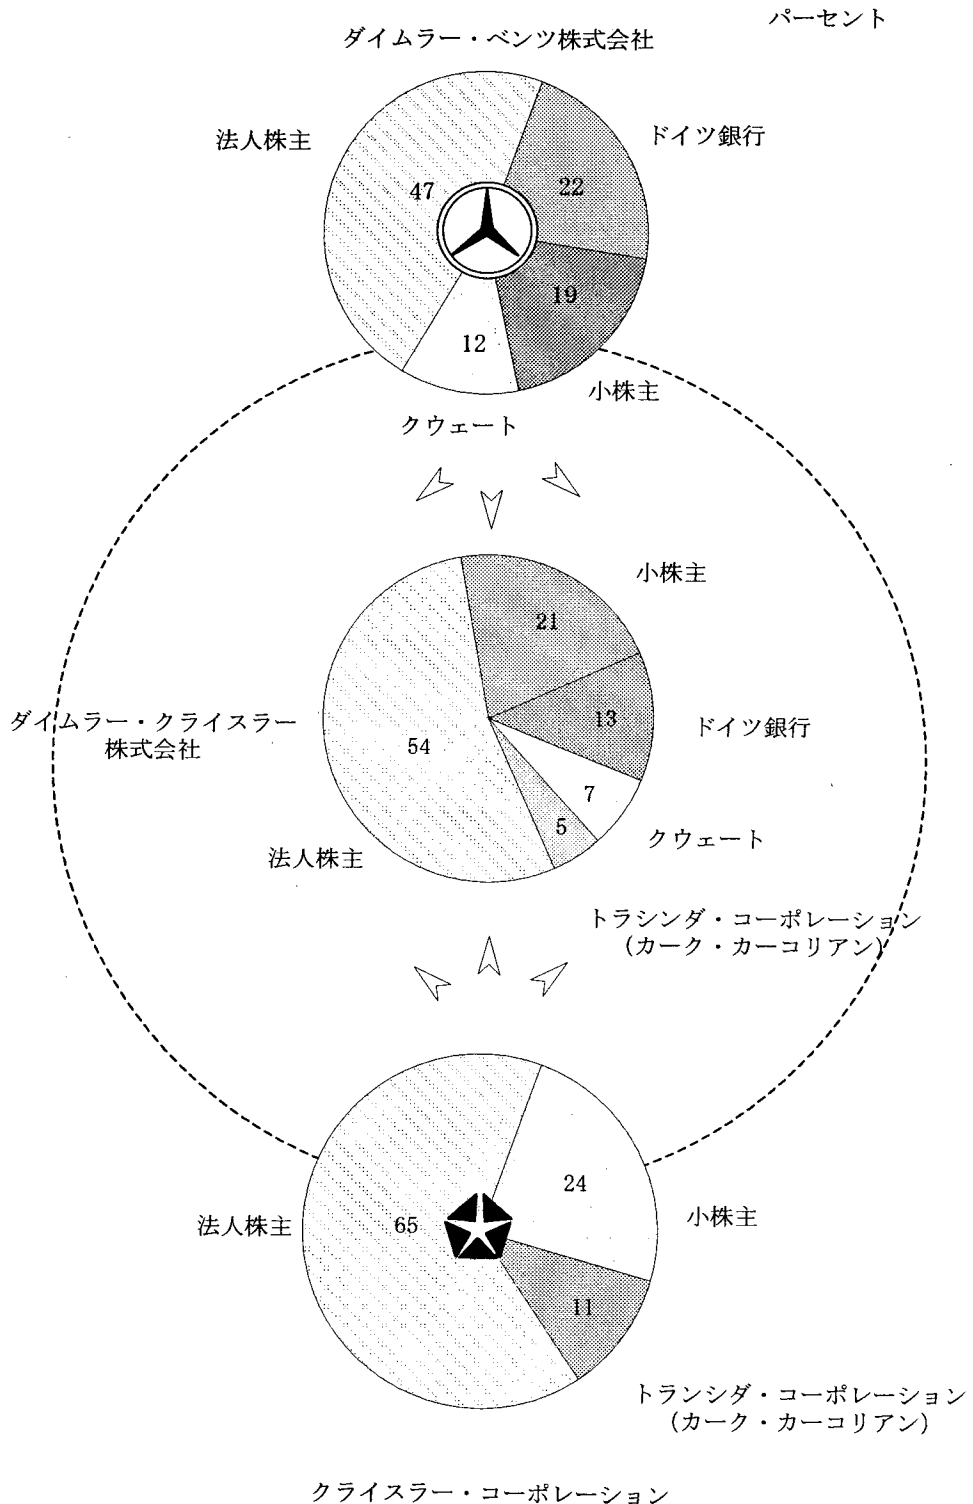 パーセント
ダイムラー・ベンツ株式会社
法人株主
ドイツ銀行
47
22
19
12
小株主
クウェート
小株主
21
13
ドイツ銀行
ダイムラー・クライスラー
株式会社
54
7
5
クウェート
法人株主
トラシンダ・コーポレーション
(カーク・カーコリアン)
24
小株主
法人株主
65
11
トランシダ・コーポレーション
(カーク・カーコリアン)
クライスラー・コーポレーション